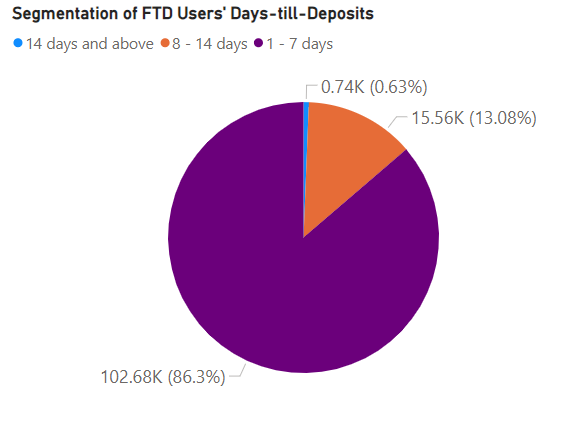 Segmentation of FTD Users' Days-till-Deposits
14 days and above 8 - 14 days 1 - 7 days
0.74K (0.63%)
15.56K (13.08%)
102.68K (86.3%)